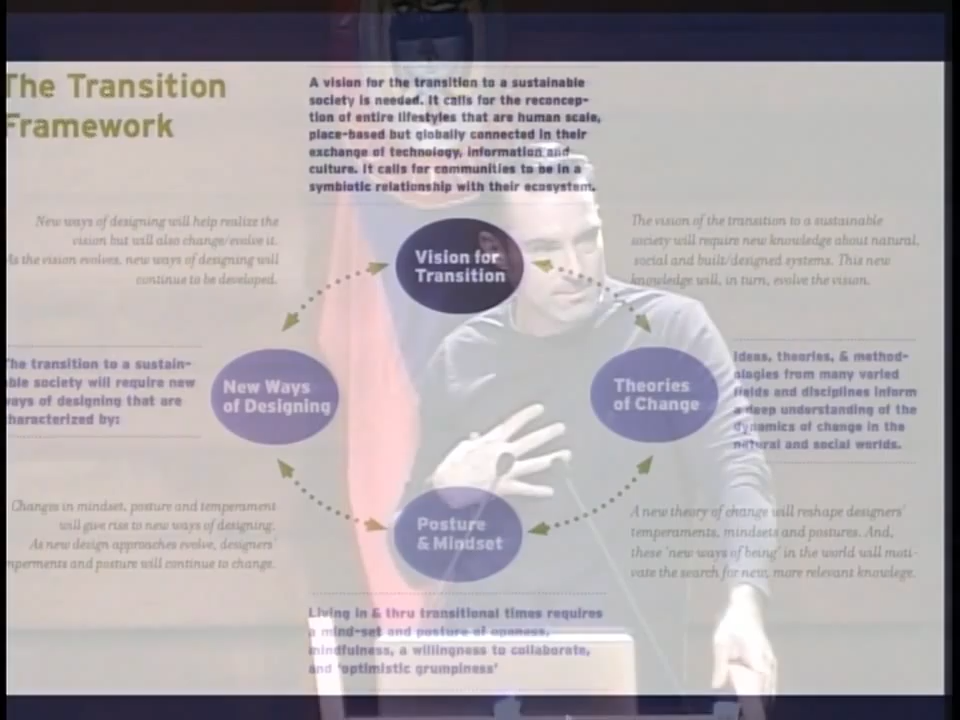 The Transition
Framework
A vision for the transition to a sustainable
society is needed. It calls for the reconcep-
tion of entire lifestyles that are human scale,
place-based but globally connected in their
exchange of technology, information and
culture. It calls for communities to be in a
symbiotic relationship with their ecosystem.
New ways of designing will help realize the
vision but will also change/evolve it.
As the vision evolves, new ways of designing will
continue to be developed.
The vision of the transition to a sustainable
society will require new knowledge about natural,
social and built/designed systems. This new
knowledge will, in turn, evolve the vision.
Vision for
Transition
The transition to a sustain-
able society will require new
ways of designing that are
characterized by:
New Ways
of Designing
Theories
of Change
Ideas, theories, & method-
ologies from many varied
fields and disciplines inform
a deep understanding of the
dynamics of change in the
natural and social worlds.
Changes in mindset, posture and temperament
will give rise to new ways of designing.
As new design approaches evolve, designers'
mperments and posture will continue to change.
Posture
& Mindset
A new theory of change will reshape designers'
temperaments, mindsets and postures. And,
these 'new ways of being' in the world will moti-
vate the search for new, more relevant knowlege.
Living in & thru transitional times requires
a mind-set and posture of openess,
mindfulness, a willingness to collaborate,
and 'optimistic grumpiness'